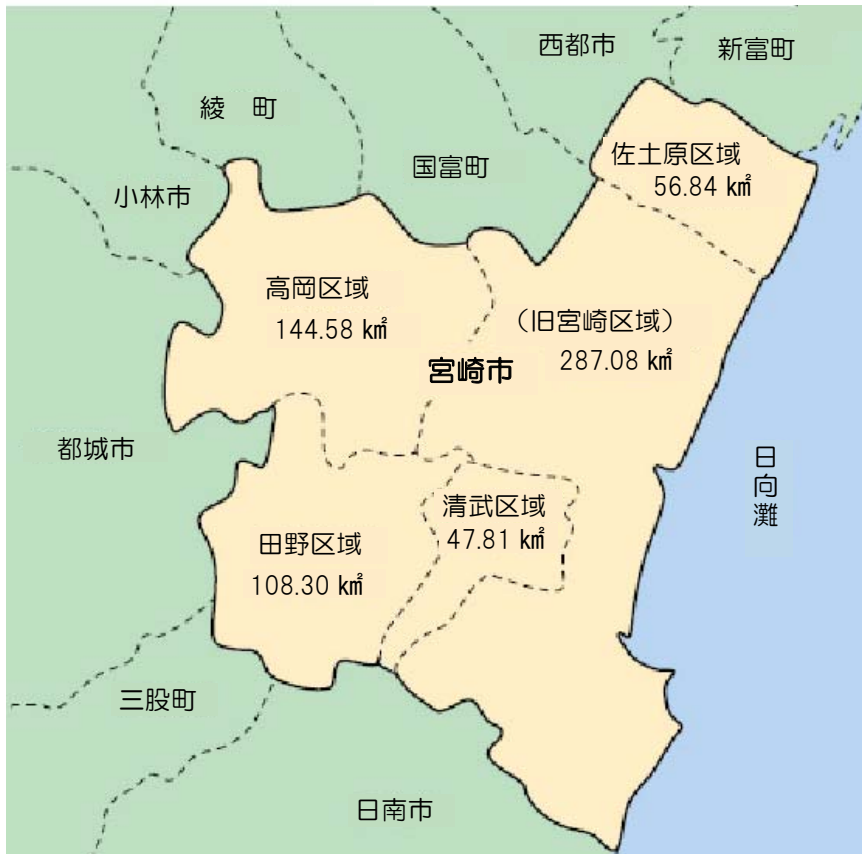 西都市
新富町
綾　町
国富町
佐土原区域
56.84 ㎢
小林市
高岡区域
144.58 ㎢
（旧宮崎区域）
287.08 ㎢
宮崎市
都城市
日向灘
清武区域
47.81 ㎢
田野区域
108.30 ㎢
三股町
日南市